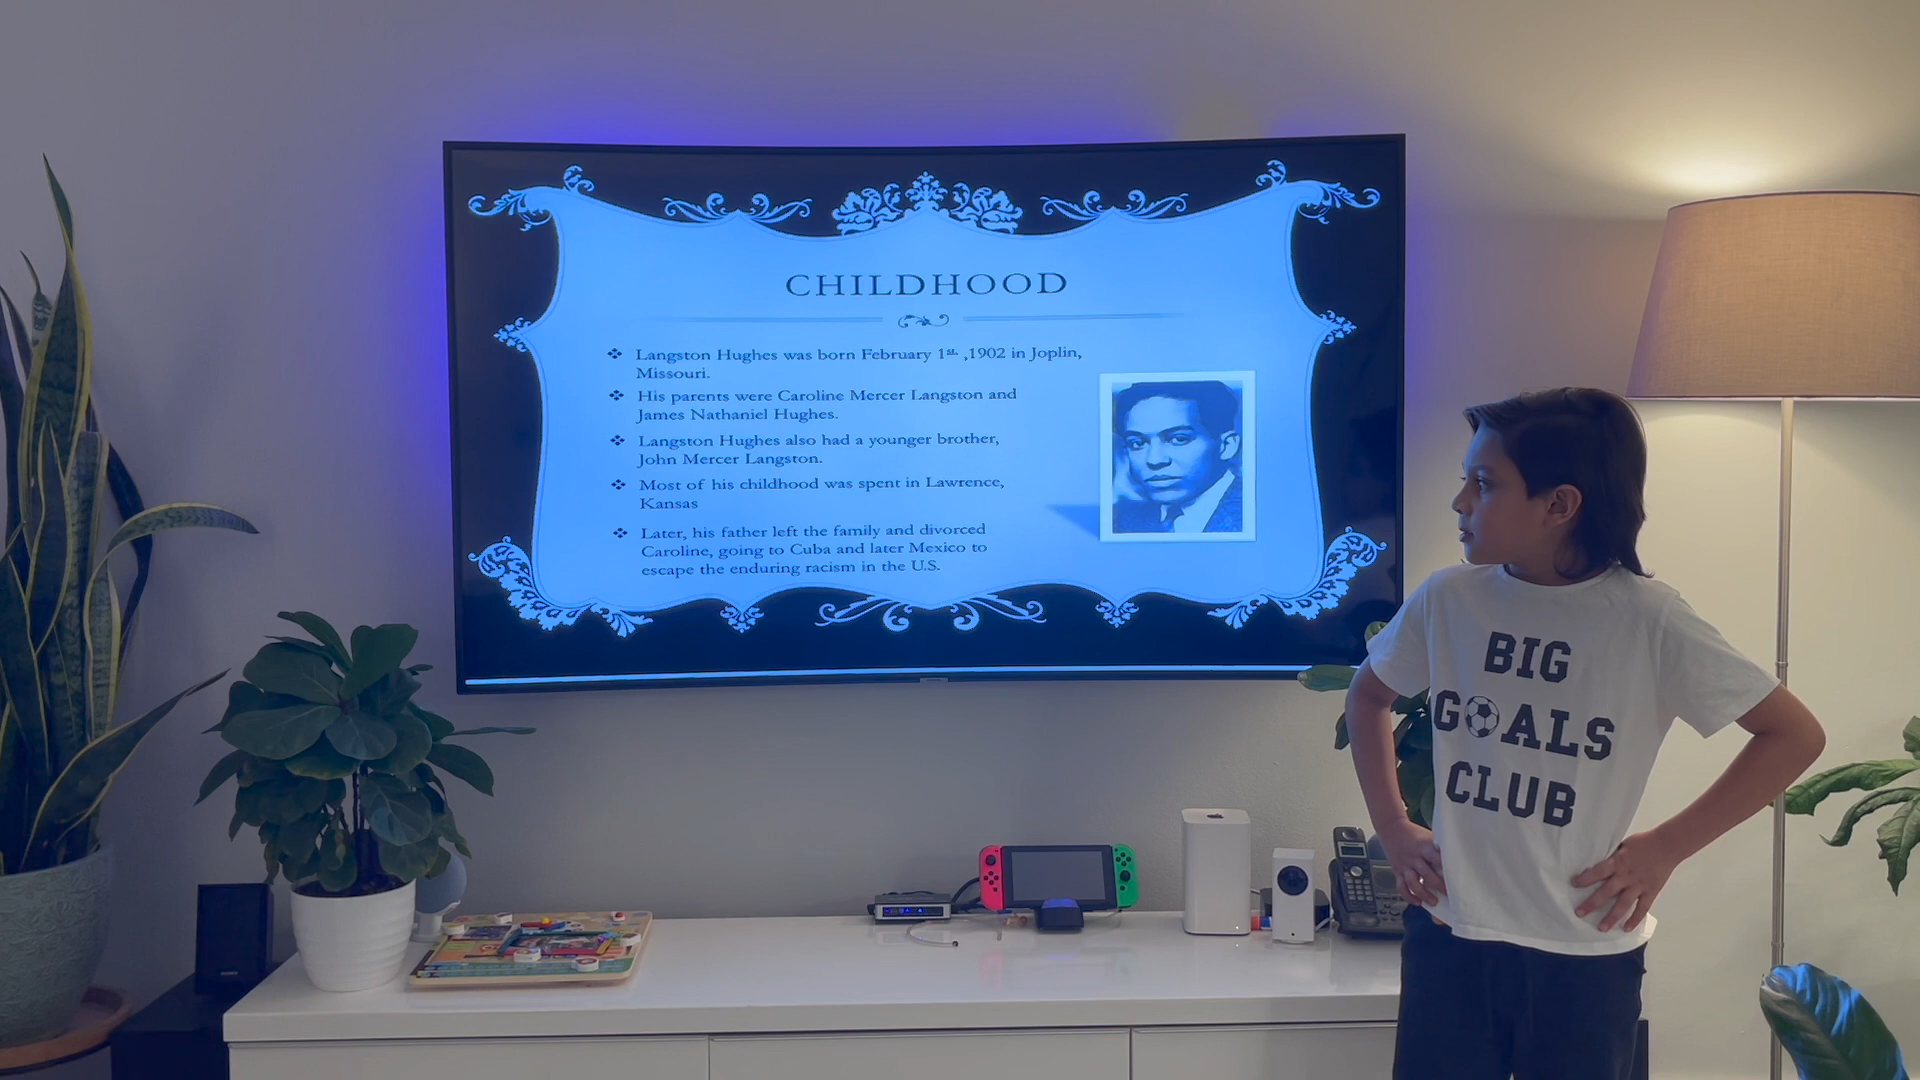 CHILDHOOD
❖ Langston Hughes was born February 1st ,1902 in Joplin,
Missouri.
❖ His parents were Caroline Mercer Langston and
James Nathaniel Hughes.
❖ Langston Hughes also had a younger brother,
John Mercer Langston.
❖ Most of his childhood was spent in Lawrence,
Kansas
❖ Later, his father left the family and divorced
Caroline, going to Cuba and later Mexico to
escape the enduring racism in the U.S.
BIG
GOALS
CLUB